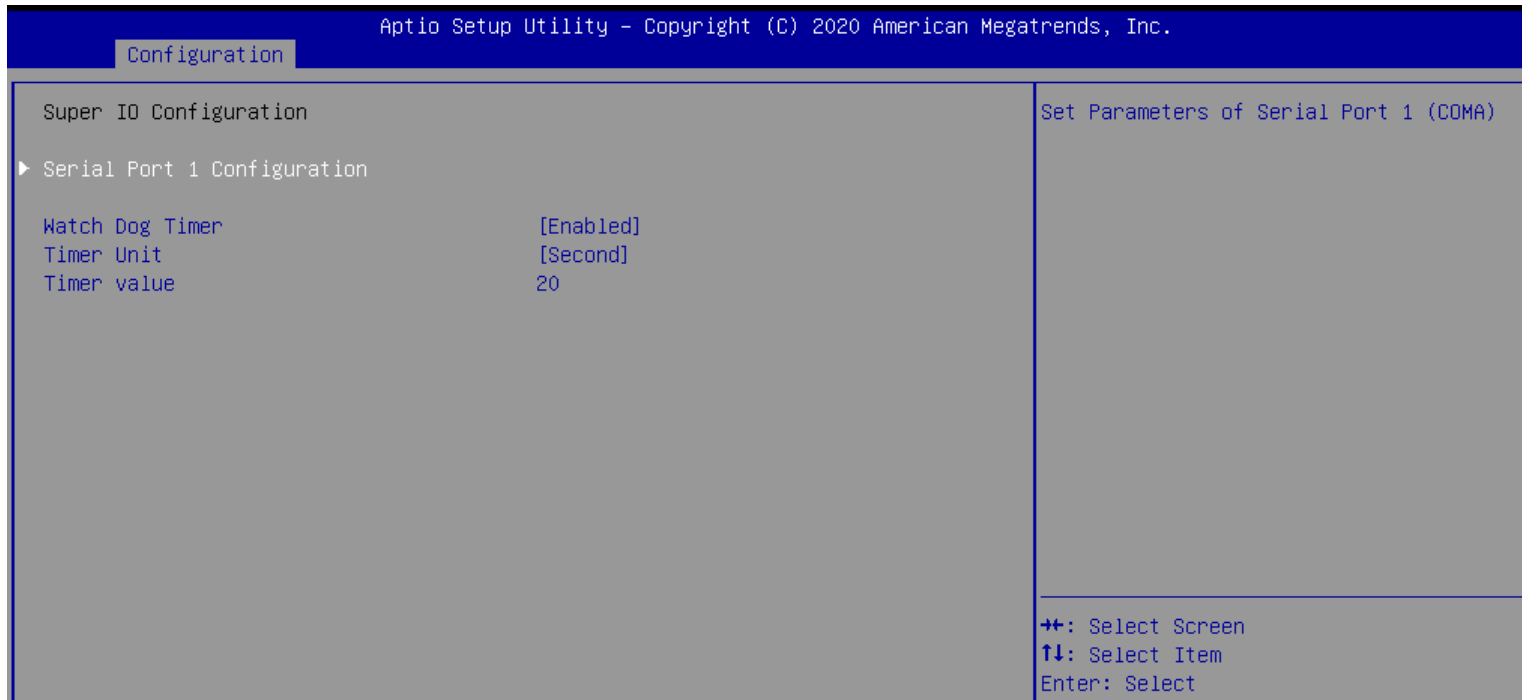 Aptio Setup Utility – Copyright (C) 2020 American Megatrends, Inc.
Configuration
Super IO Configuration
Serial Port 1 Configuration
Watch Dog Timer [Enabled]
Timer Unit [Second]
Timer value 20
Set Parameters of Serial Port 1 (COMA)
→←: Select Screen
↑↓: Select Item
Enter: Select